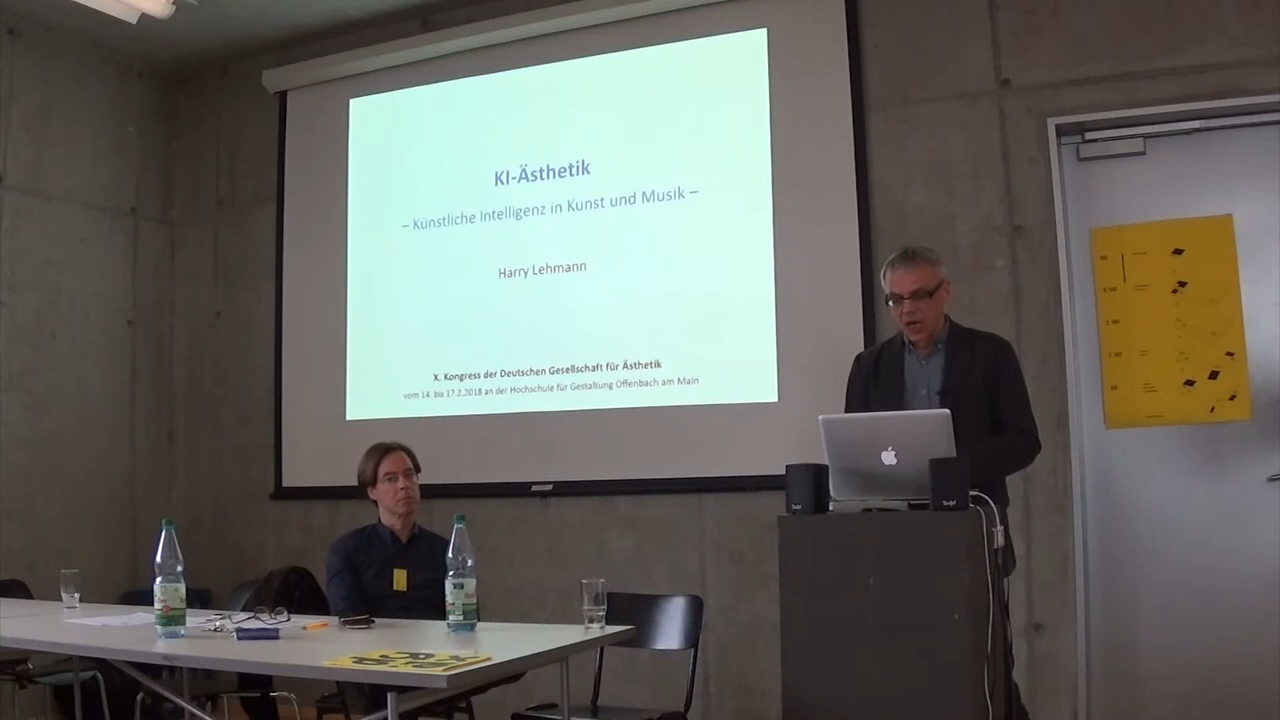 KI-Ästhetik
– Künstliche Intelligenz in Kunst und Musik –
Harry Lehmann
X. Kongress der Deutschen Gesellschaft für Ästhetik
vom 14. bis 17.2.2018 an der Hochschule für Gestaltung Offenbach am Main